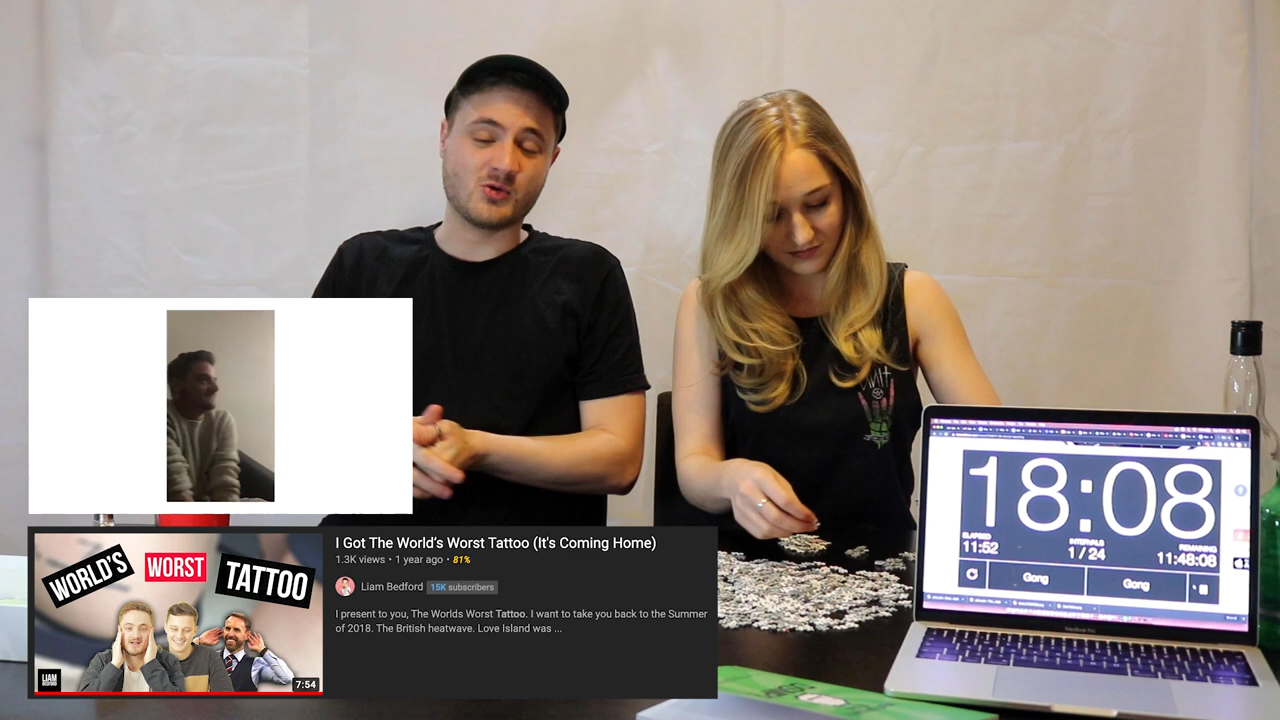 18:08
ELAPSED
INTERVALS
REMAINING
11:52
1 / 24
11:48:08
Gong
Gong
MacBook Pro
I Got The World's Worst Tattoo (It's Coming Home)
1.3K views • 1 year ago • 81%
Liam Bedford 15K subscribers
I present to you, The Worlds Worst Tattoo. I want to take you back to the Summer
of 2018. The British heatwave. Love Island was ...
WORLD'S
WORST
TATTOO
LIAM
BEDFORD
7:54